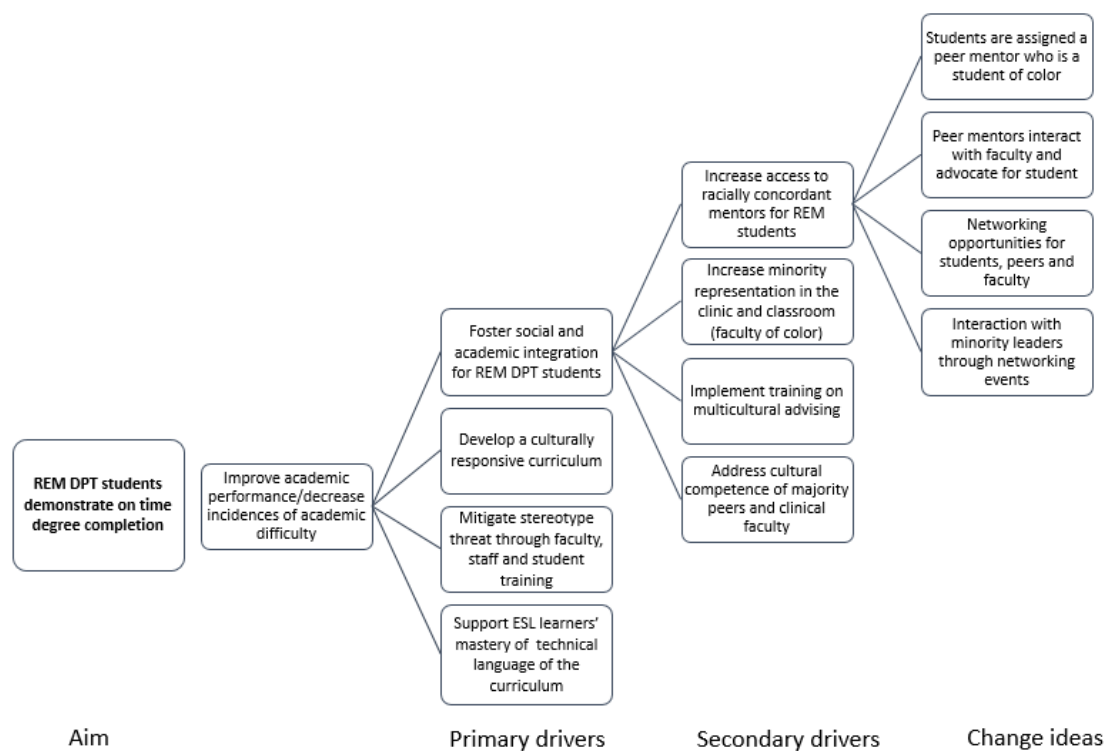 REM DPT students
demonstrate on time
degree completion
Improve academic
performance/decrease
incidences of academic
difficulty
Foster social and
academic integration
for REM DPT students
Develop a culturally
responsive curriculum
Mitigate stereotype
threat through faculty,
staff and student
training
Support ESL learners’
mastery of technical
language of the
curriculum
Increase access to
racially concordant
mentors for REM
students
Increase minority
representation in the
clinic and classroom
(faculty of color)
Implement training on
multicultural advising
Address cultural
competence of majority
peers and clinical
faculty
Students are assigned a
peer mentor who is a
student of color
Peer mentors interact
with faculty and
advocate for student
Networking
opportunities for
students, peers and
faculty
Interaction with
minority leaders
through networking
events
Aim
Primary drivers
Secondary drivers
Change ideas